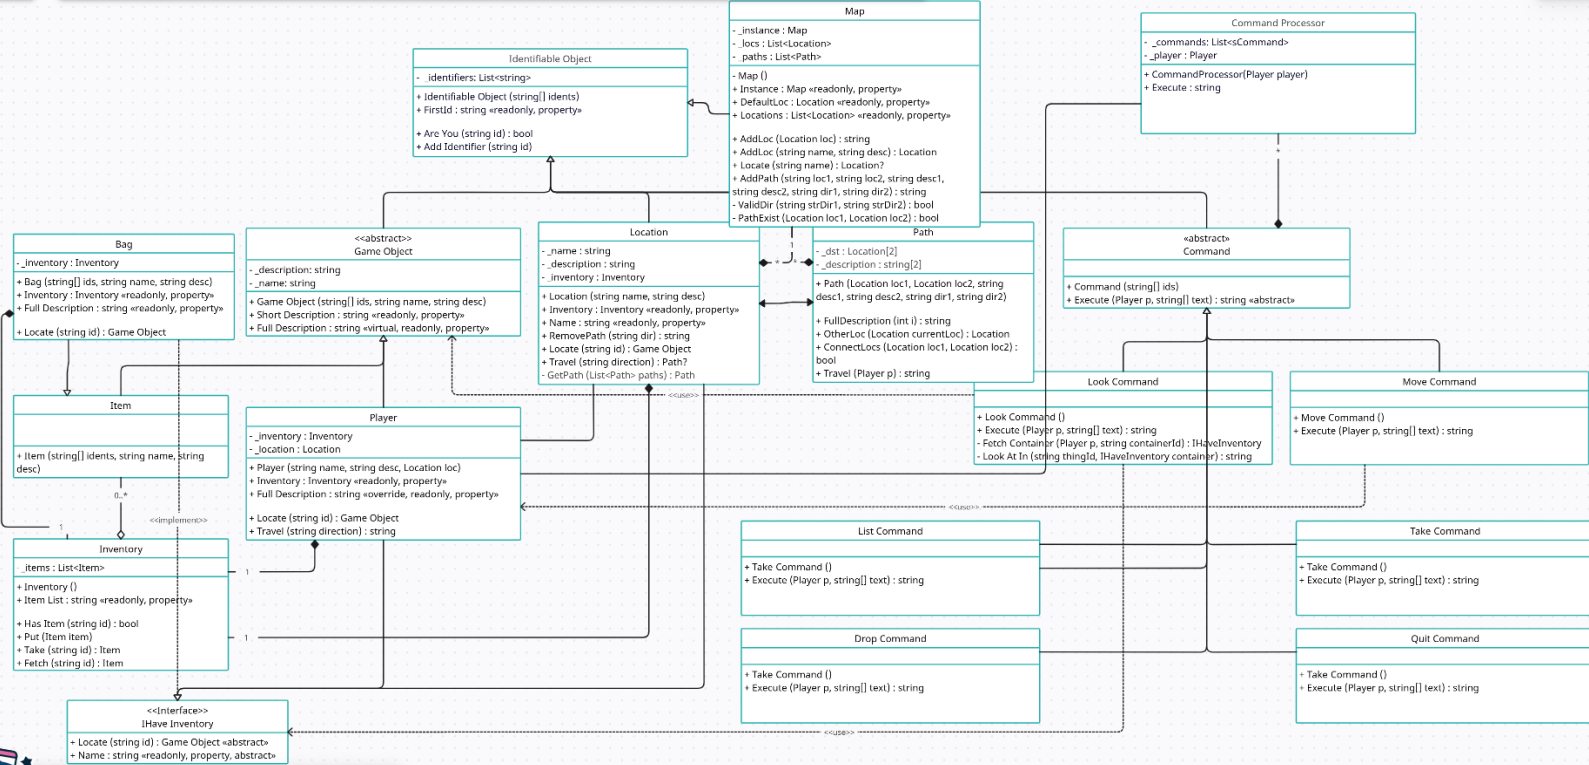 Map
- _instance : Map
- _locs : List<Location>
- _paths : List<Path>
- Map ()
+ Instance : Map «readonly, property»
+ DefaultLoc : Location «readonly, property»
+ Locations : List<Location> «readonly, property»
+ AddLoc (Location loc) : string
+ AddLoc (string name, string desc) : Location
+ Locate (string name) : Location?
+ AddPath (string loc1, string loc2, string desc1,
string desc2, string dir1, string dir2) : string
- ValidDir (string strDir1, string strDir2) : bool
- PathExist (Location loc1, Location loc2) : bool
Command Processor
- _commands: List<sCommand>
- _player : Player
+ CommandProcessor(Player player)
+ Execute : string
*
Identifiable Object
- _identifiers: List<string>
+ Identifiable Object (string[] idents)
+ FirstId : string «readonly, property»
+ Are You (string id) : bool
+ Add Identifier (string id)
Bag
- _inventory : Inventory
+ Bag (string[] ids, string name, string desc)
+ Inventory : Inventory «readonly, property»
+ Full Description : string «readonly, property»
+ Locate (string id) : Game Object
<<abstract>>
Game Object
- _description: string
- _name: string
+ Game Object (string[] ids, string name, string desc)
+ Short Description : string «readonly, property»
+ Full Description : string «virtual, readonly, property»
Location
- _name : string
- _description : string
- _inventory : Inventory
+ Location (string name, string desc)
+ Inventory : Inventory «readonly, property»
+ Name : string «readonly, property»
+ RemovePath (string dir) : string
+ Locate (string id) : Game Object
+ Travel (string direction) : Path?
- GetPath (List<Path> paths) : Path
*
*
Path
- _dst : Location[2]
- _description : string[2]
+ Path (Location loc1, Location loc2, string
desc1, string desc2, string dir1, string dir2)
+ FullDescription (int i) : string
+ OtherLoc (Location currentLoc) : Location
+ ConnectLocs (Location loc1, Location loc2) :
bool
+ Travel (Player p) : string
«abstract»
Command
+ Command (string[] ids)
+ Execute (Player p, string[] text) : string «abstract»
<<use>>
Item
+ Item (string[] idents, string name, string
desc)
0..*
<<implement>>
1
Player
- _inventory : Inventory
- _location : Location
+ Player (string name, string desc, Location loc)
+ Inventory : Inventory «readonly, property»
+ Full Description : string «override, readonly, property»
+ Locate (string id) : Game Object
+ Travel (string direction) : string
Look Command
+ Look Command ()
+ Execute (Player p, string[] text) : string
- Fetch Container (Player p, string containerId) : IHaveInventory
- Look At In (string thingId, IHaveInventory container) : string
Move Command
+ Move Command ()
+ Execute (Player p, string[] text) : string
<<use>>
Inventory
_items : List<Item>
+ Inventory ()
+ Item List : string «readonly, property»
+ Has Item (string id) : bool
+ Put (Item item)
+ Take (string id) : Item
+ Fetch (string id) : Item
1
1
List Command
+ Take Command ()
+ Execute (Player p, string[] text) : string
Take Command
+ Take Command ()
+ Execute (Player p, string[] text) : string
Drop Command
+ Take Command ()
+ Execute (Player p, string[] text) : string
Quit Command
+ Take Command ()
+ Execute (Player p, string[] text) : string
<<Interface>>
IHave Inventory
+ Locate (string id) : Game Object «abstract»
+ Name : string «readonly, property, abstract»
<<use>>